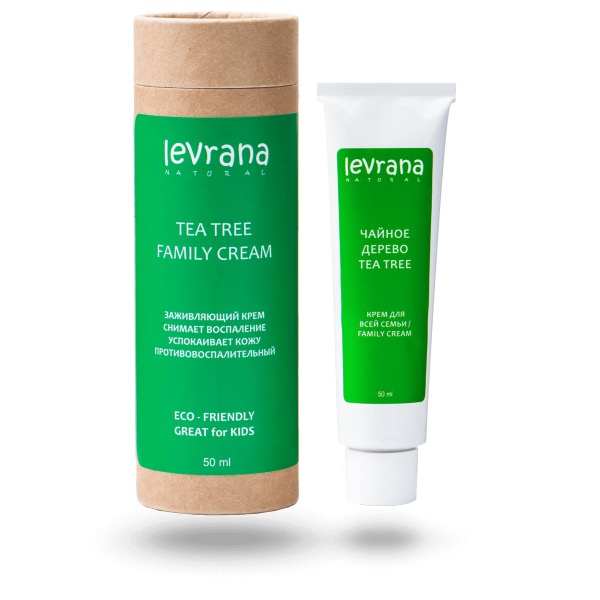 levrana
NATURAL
TEA TREE
FAMILY CREAM
ЗАЖИВЛЯЮЩИЙ КРЕМ
СНИМАЕТ ВОСПАЛЕНИЕ
УСПОКАИВАЕТ КОЖУ
ПРОТИВОВОСПАЛИТЕЛЬНЫЙ
ECO - FRIENDLY
GREAT for KIDS
50 ml
levrana
NATURAL
ЧАЙНОЕ
ДЕРЕВО
TEA TREE
КРЕМ ДЛЯ
ВСЕЙ СЕМЬИ /
FAMILY CREAM
50 ml